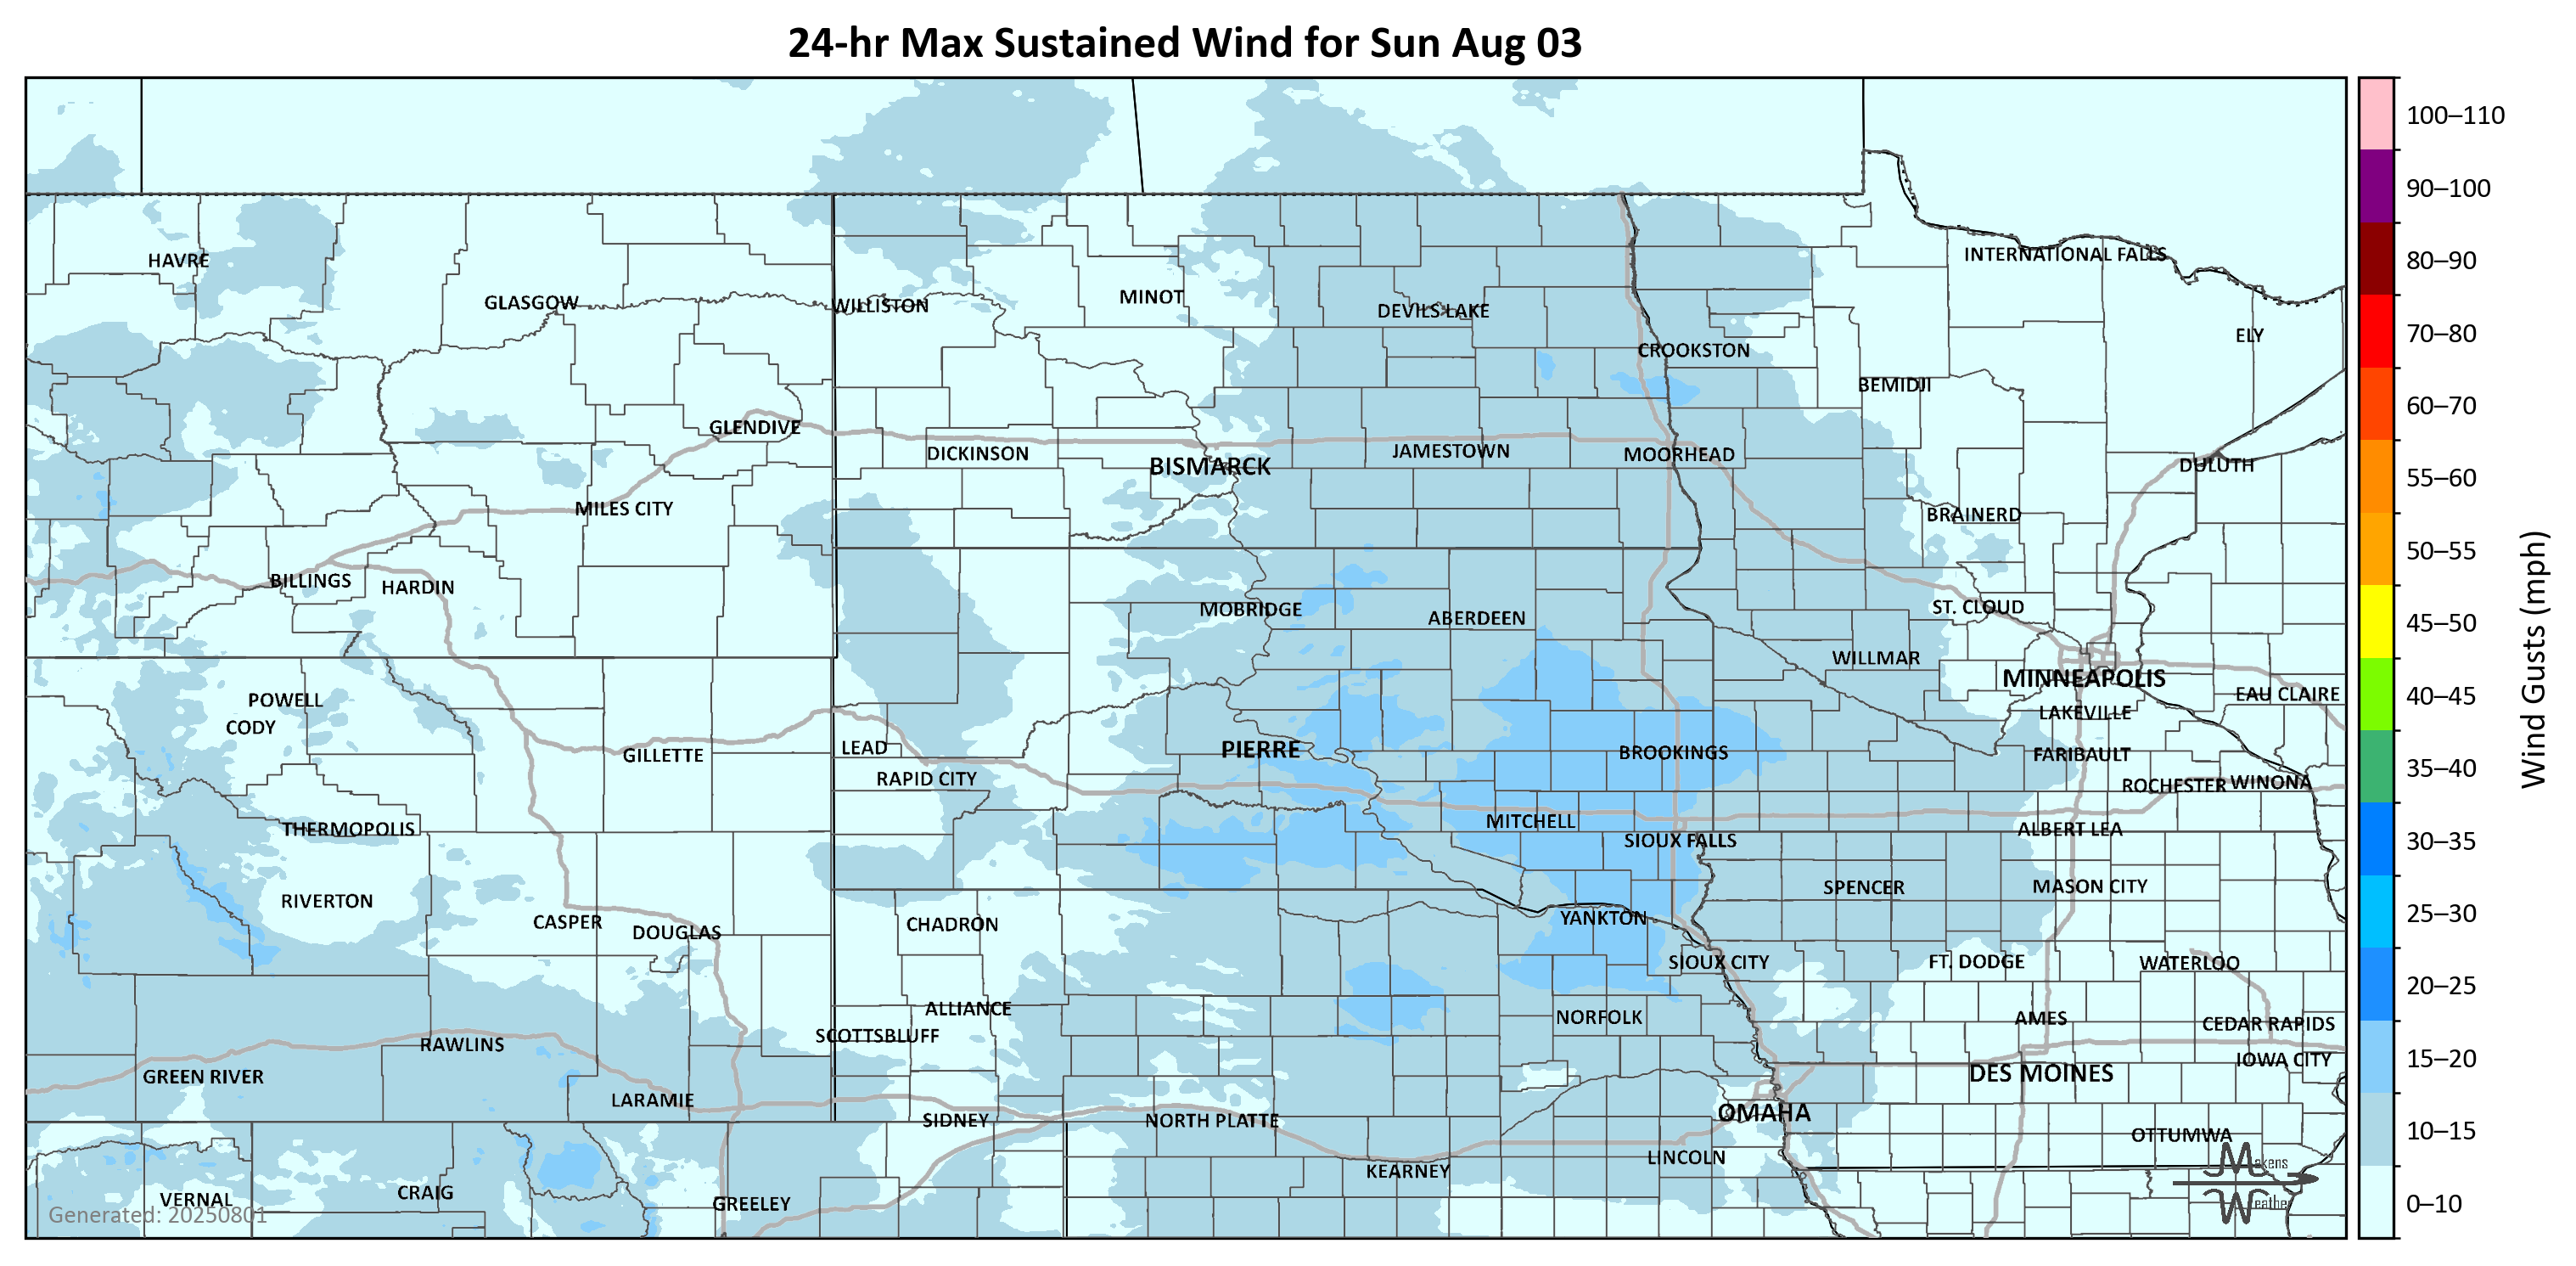 24-hr Max Sustained Wind for Sun Aug 03
100–110
90–100
80–90
70–80
60–70
55–60
50–55
45–50
40–45
35–40
30–35
25–30
20–25
15–20
10–15
0–10
Wind Gusts (mph)
HAVRE
INTERNATIONAL FALLS
GLASGOW
WILLISTON
MINOT
DEVILS LAKE
ELY
CROOKSTON
BEMIDJI
GLENDIVE
DICKINSON
BISMARCK
JAMESTOWN
MOORHEAD
DULUTH
MILES CITY
BRAINERD
BILLINGS
HARDIN
MOBRIDGE
ABERDEEN
ST. CLOUD
WILLMAR
MINNEAPOLIS
POWELL
EAU CLAIRE
CODY
LAKEVILLE
GILLETTE
LEAD
PIERRE
BROOKINGS
FARIBAULT
RAPID CITY
ROCHESTER
WINONA
THERMOPOLIS
MITCHELL
SIOUX FALLS
ALBERT LEA
RIVERTON
SPENCER
MASON CITY
CASPER
DOUGLAS
CHADRON
YANKTON
SIOUX CITY
FT. DODGE
WATERLOO
ALLIANCE
NORFOLK
AMES
CEDAR RAPIDS
SCOTTSBLUFF
RAWLINS
IOWA CITY
GREEN RIVER
DES MOINES
LARAMIE
SIDNEY
NORTH PLATTE
OMAHA
OTTUMWA
KEARNEY
LINCOLN
VERNAL
CRAIG
GREELEY
Makens
Weather
Generated: 20250801